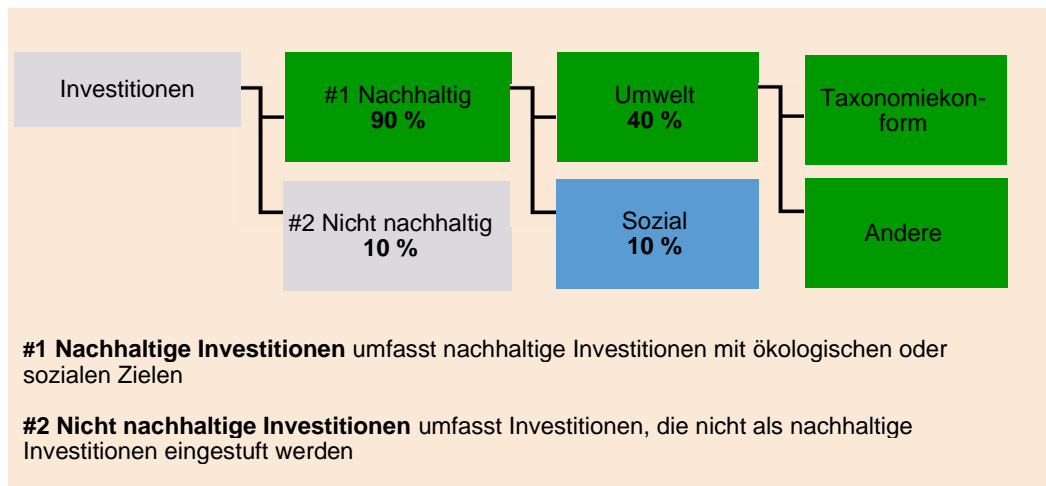 Investitionen
#1 Nachhaltig
90 %
Umwelt
40 %
Taxonomiekon-
form
#2 Nicht nachhaltig
10 %
Sozial
10 %
Andere
#1 Nachhaltige Investitionen umfasst nachhaltige Investitionen mit ökologischen oder
sozialen Zielen
#2 Nicht nachhaltige Investitionen umfasst Investitionen, die nicht als nachhaltige
Investitionen eingestuft werden